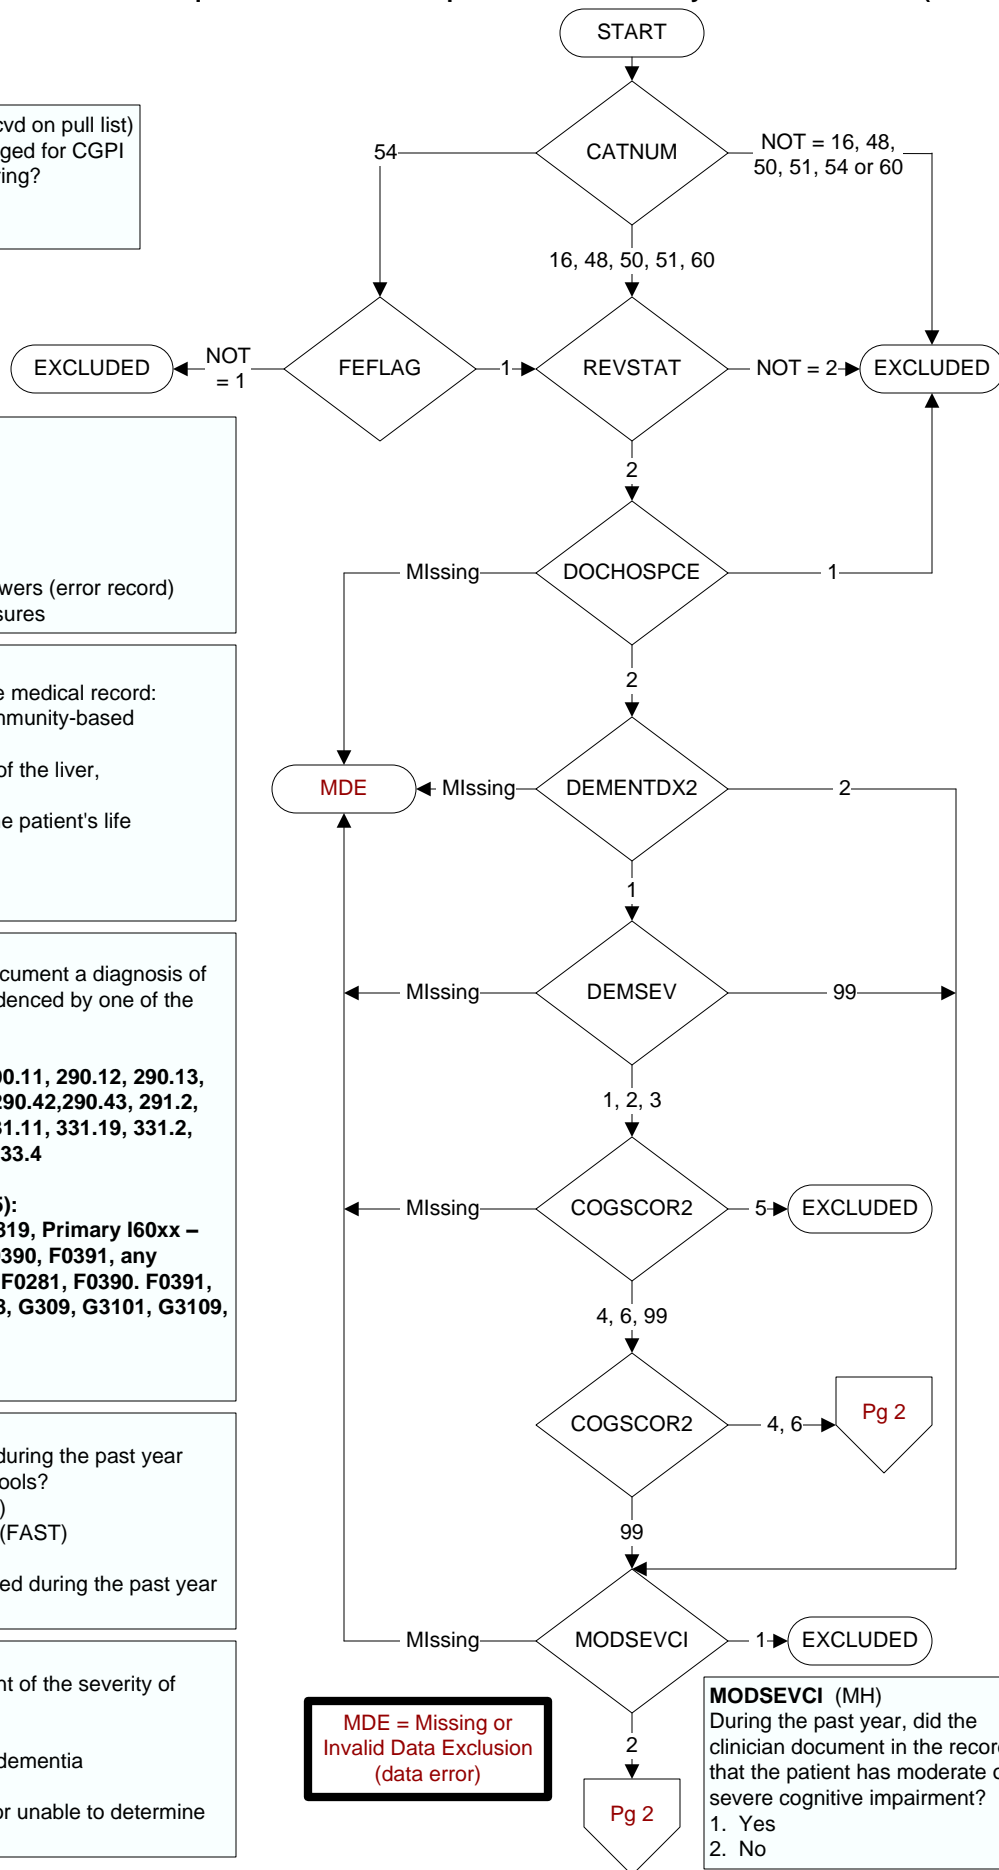 START
cvd on pull list)
ged for CGPI
ring?
CATNUM
54
NOT = 16, 48,
50, 51, 54 or 60
16, 48, 50, 51, 60
EXCLUDED
NOT
= 1
FEFLAG
1
REVSTAT
NOT = 2
EXCLUDED
2
wers (error record)
sures
MIssing
DOCHOSPCE
1
2
e medical record:
mmunity-based
of the liver,
e patient's life
MDE
MIssing
DEMENTDX2
2
1
ocument a diagnosis of
denced by one of the
90.11, 290.12, 290.13,
290.42,290.43, 291.2,
31.11, 331.19, 331.2,
33.4
5):
819, Primary I60xx –
0390, F0391, any
F0281, F0390. F0391,
3, G309, G3101, G3109,
MIssing
DEMSEV
99
1, 2, 3
MIssing
COGSCOR2
5
EXCLUDED
4, 6, 99
COGSCOR2
4, 6
Pg 2
99
during the past year
ools?
)
(FAST)
ed during the past year
MIssing
MODSEVCI
1
EXCLUDED
2
Pg 2
nt of the severity of
dementia
or unable to determine
MDE = Missing or
Invalid Data Exclusion
(data error)
MODSEVCI (MH)
During the past year, did the
clinician document in the recor
that the patient has moderate o
severe cognitive impairment?
1. Yes
2. No